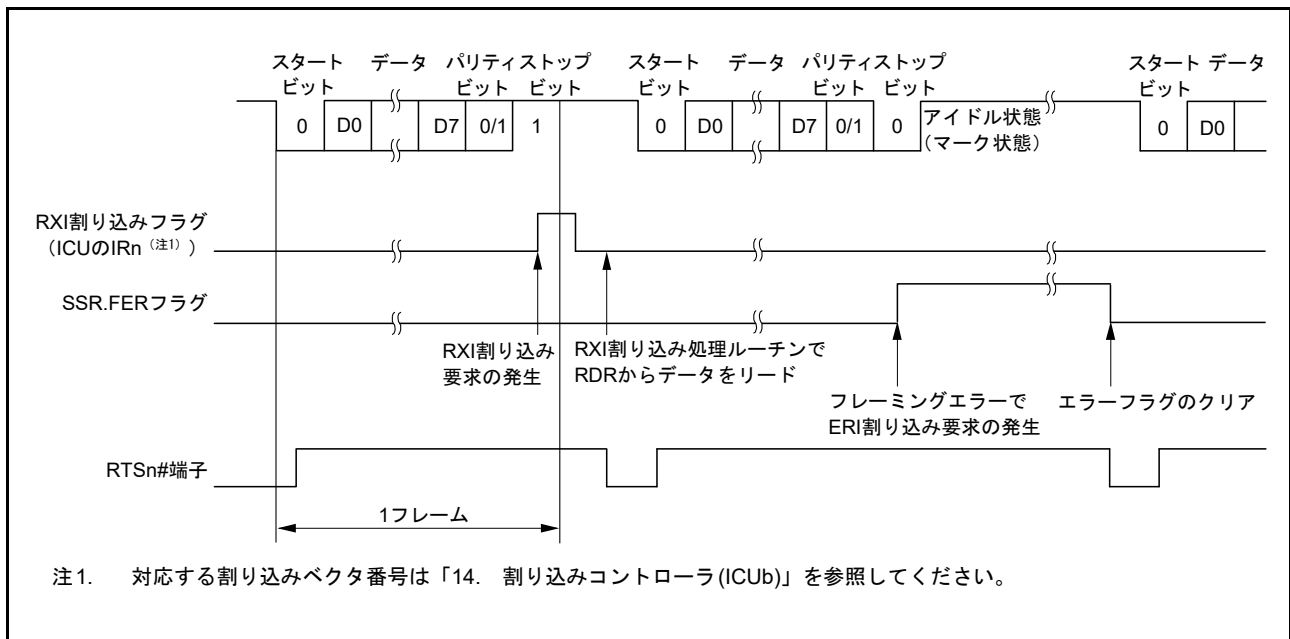 スタート データ パリティストップ スタート データ パリティストップ スタート データ
ビット ビット ビット ビット ビット ビット ビット
0 D0 D7 0/1 1 0 D0 D7 0/1 0 アイドル状態 0 D0
(マーク状態)
RXI割り込みフラグ
(ICUのIRn (注1) )
SSR.FERフラグ
RXI割り込み
要求の発生
RXI割り込み処理ルーチンで
RDRからデータをリード
フレーミングエラーで
ERI割り込み要求の発生
エラーフラグのクリア
RTSn#端子
1フレーム
注1. 対応する割り込みベクタ番号は「14. 割り込みコントローラ(ICUb)」を参照してください。